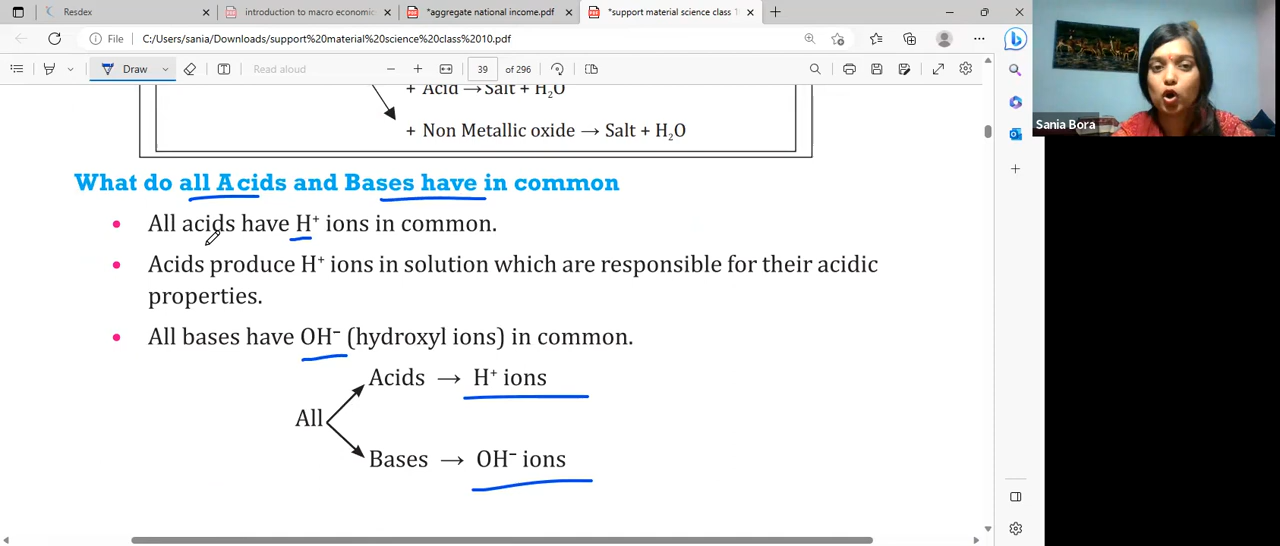 Resdex
introduction to macro economic
*aggregate national income.pdf
*support material science class 1
File C:/Users/sania/Downloads/support%20material%20science%20class%2010.pdf
Draw Read aloud 39 of 296
+ Acid → Salt + H₂O
+ Non Metallic oxide → Salt + H₂O
Sania Bora
What do all Acids and Bases have in common
• All acids have H⁺ ions in common.
• Acids produce H⁺ ions in solution which are responsible for their acidic
properties.
• All bases have OH⁻ (hydroxyl ions) in common.
Acids → H⁺ ions
All
Bases → OH⁻ ions